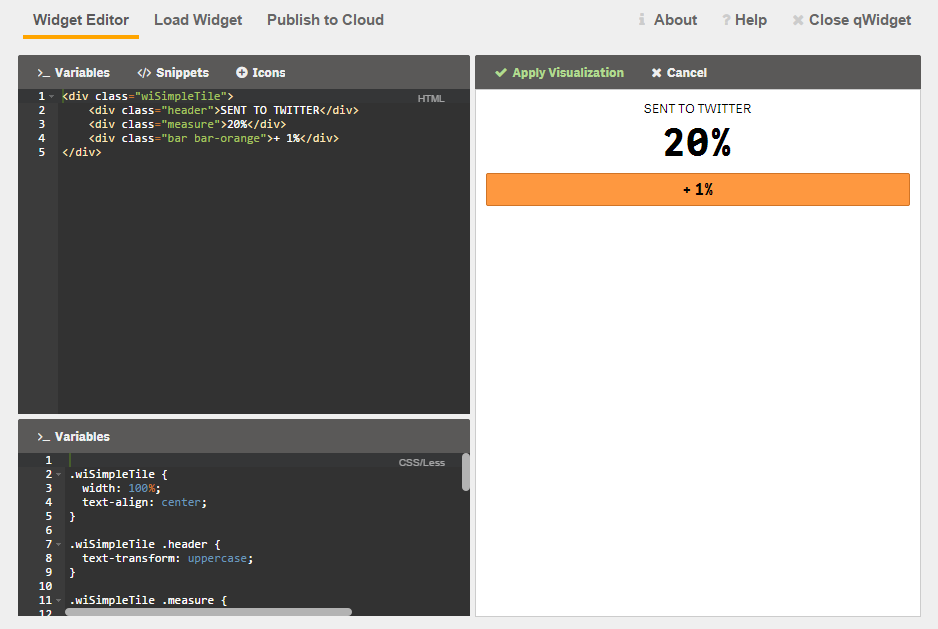 Widget Editor Load Widget Publish to Cloud About Help Close qWidget
>_ Variables </> Snippets Icons
HTML
1 <div class="wiSimpleTile">
2 <div class="header">SENT TO TWITTER</div>
3 <div class="measure">20%</div>
4 <div class="bar bar-orange">+ 1%</div>
5 </div>
>_ Variables
CSS/Less
1
2 .wiSimpleTile {
3 width: 100%;
4 text-align: center;
5 }
6
7 .wiSimpleTile .header {
8 text-transform: uppercase;
9 }
10
11 .wiSimpleTile .measure {
12
Apply Visualization Cancel
SENT TO TWITTER
20%
+ 1%